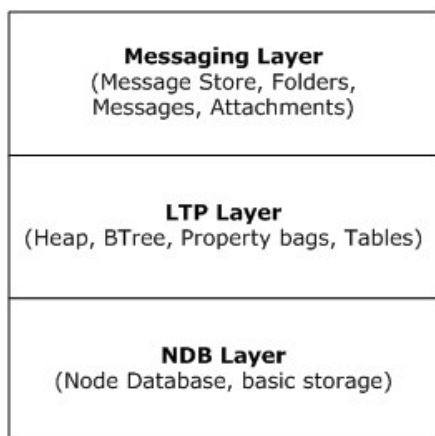 Messaging Layer
(Message Store, Folders,
Messages, Attachments)
LTP Layer
(Heap, BTree, Property bags, Tables)
NDB Layer
(Node Database, basic storage)